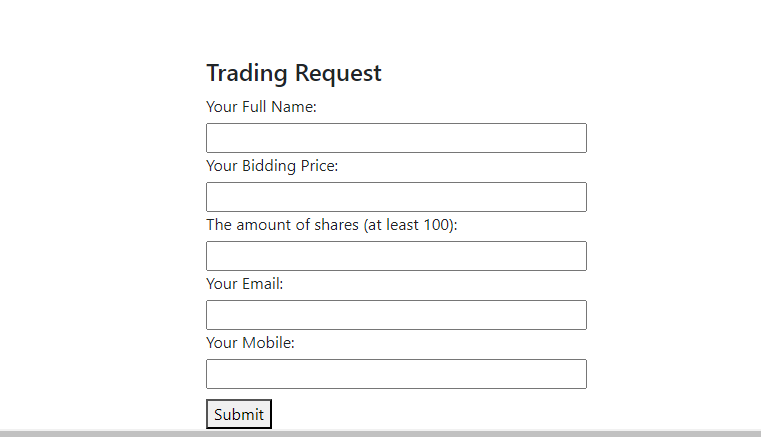 Trading Request
Your Full Name:
Your Bidding Price:
The amount of shares (at least 100):
Your Email:
Your Mobile:
Submit